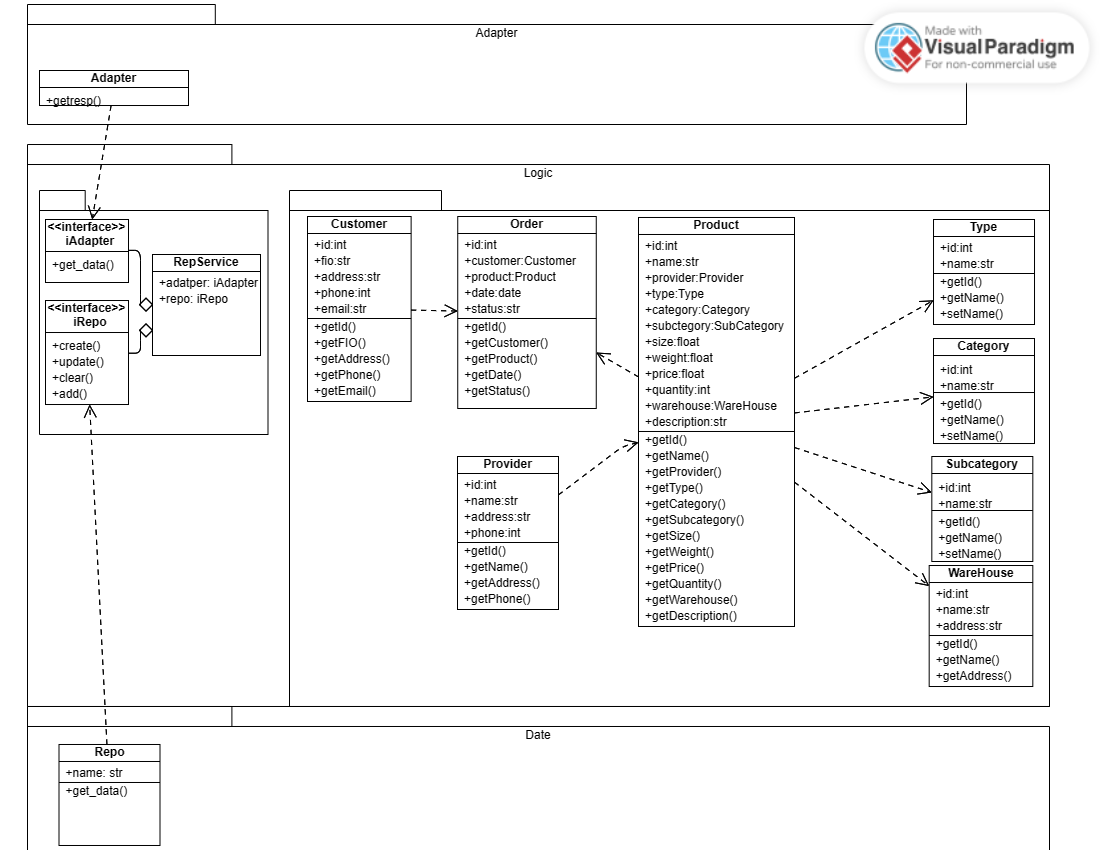 Adapter
Made with
Visual Paradigm
For non-commercial use
Adapter
+getresp()
Logic
<<interface>>
iAdapter
+get_data()
<<interface>>
iRepo
+create()
+update()
+clear()
+add()
RepService
+adatper: iAdapter
+repo: iRepo
Customer
+id:int
+fio:str
+address:str
+phone:int
+email:str
+getId()
+getFIO()
+getAddress()
+getPhone()
+getEmail()
Order
+id:int
+customer:Customer
+product:Product
+date:date
+status:str
+getId()
+getCustomer()
+getProduct()
+getDate()
+getStatus()
Provider
+id:int
+name:str
+address:str
+phone:int
+getId()
+getName()
+getAddress()
+getPhone()
Product
+id:int
+name:str
+provider:Provider
+type:Type
+category:Category
+subctegory:SubCategory
+size:float
+weight:float
+price:float
+quantity:int
+warehouse:WareHouse
+description:str
+getId()
+getName()
+getProvider()
+getType()
+getCategory()
+getSubcategory()
+getSize()
+getWeight()
+getPrice()
+getQuantity()
+getWarehouse()
+getDescription()
Type
+id:int
+name:str
+getId()
+getName()
+setName()
Category
+id:int
+name:str
+getId()
+getName()
+setName()
Subcategory
+id:int
+name:str
+getId()
+getName()
+setName()
WareHouse
+id:int
+name:str
+address:str
+getId()
+getName()
+getAddress()
Date
Repo
+name: str
+get_data()